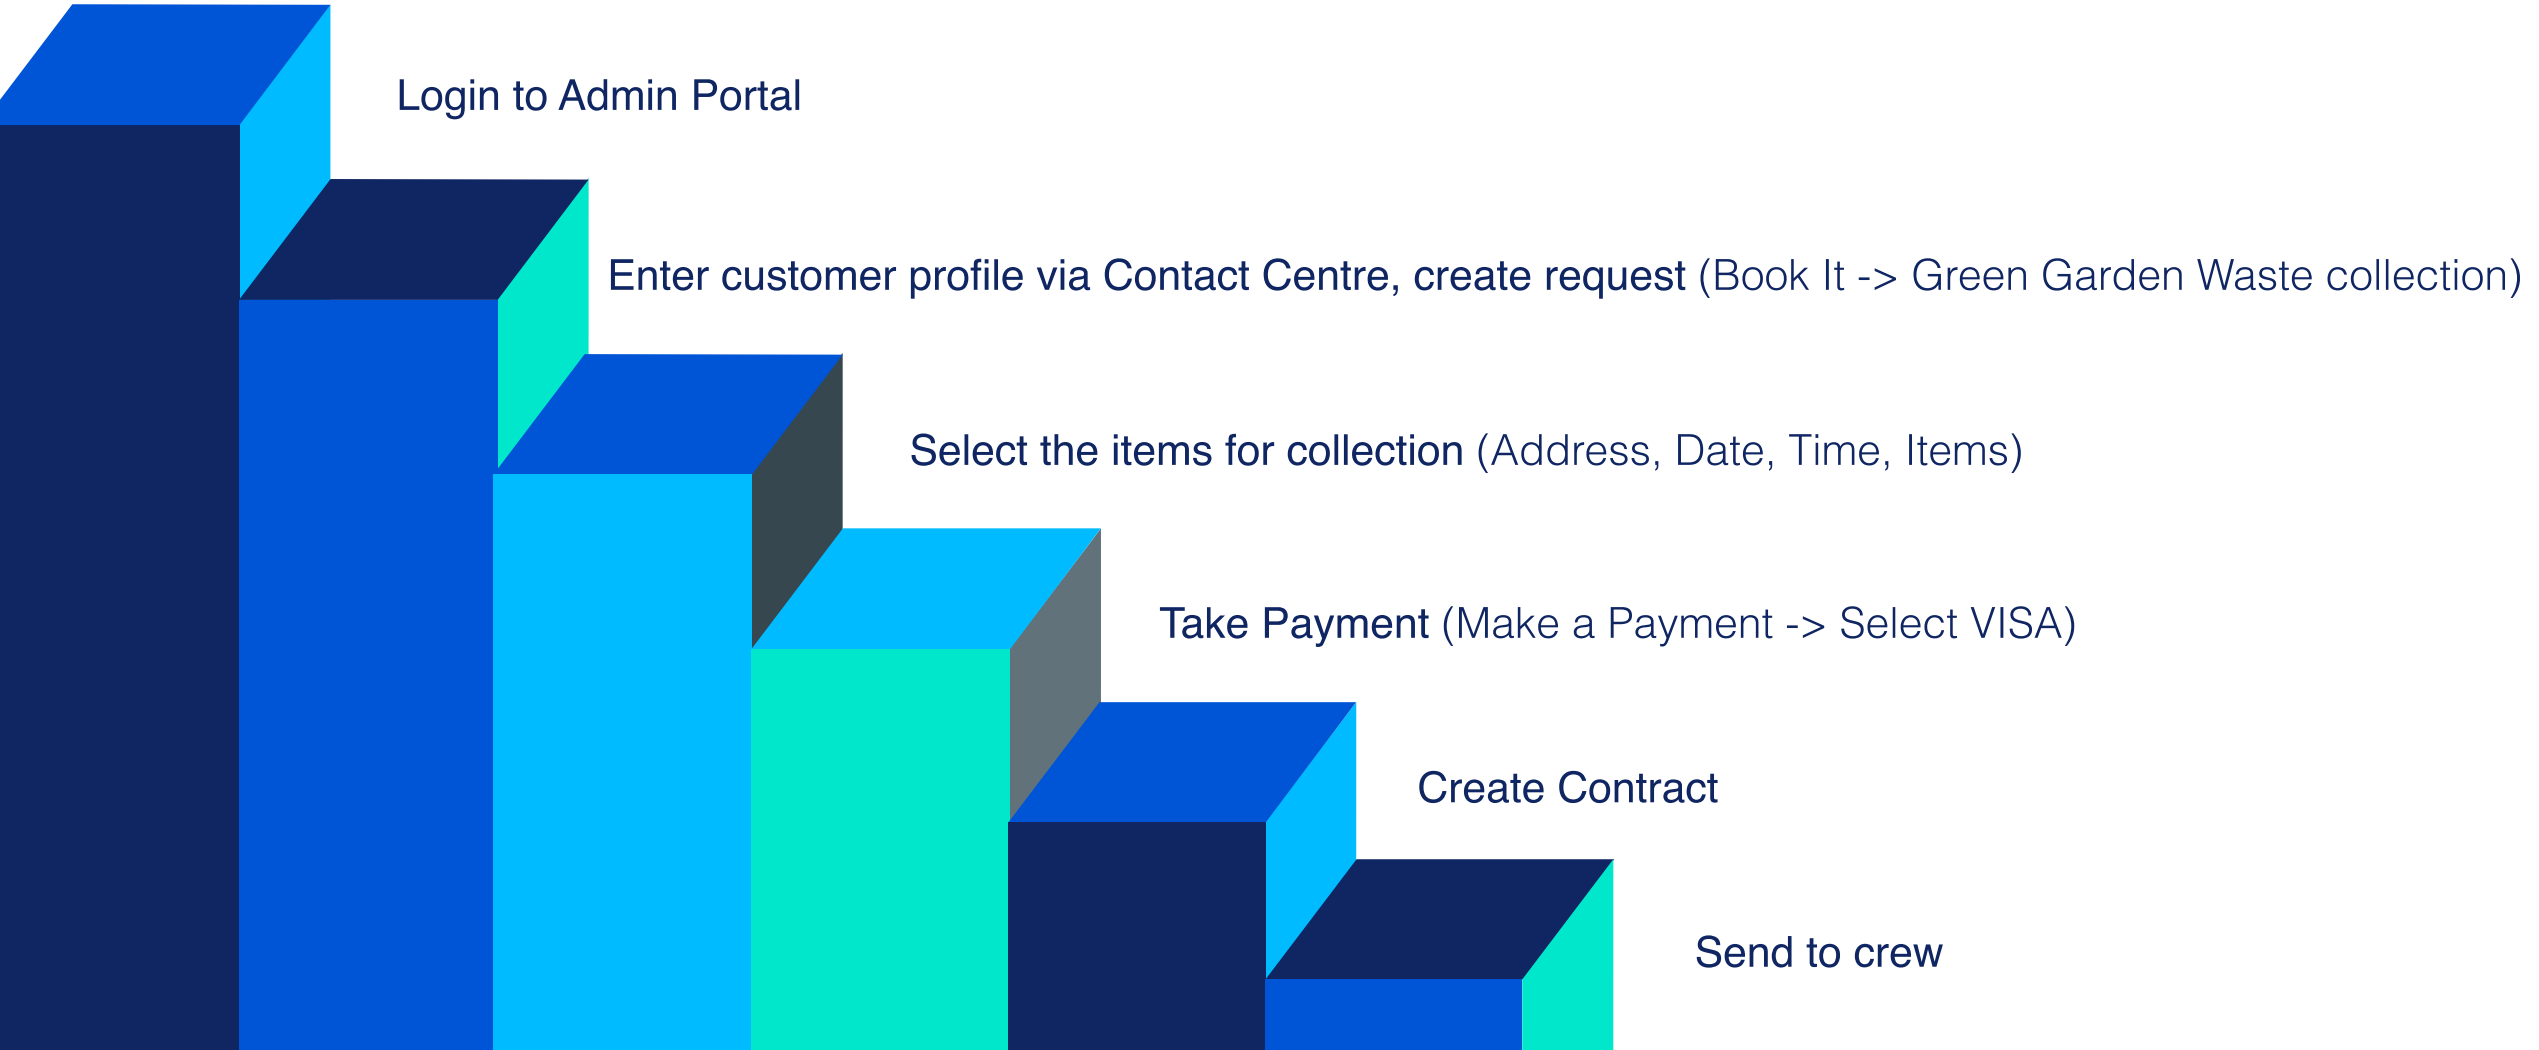 Login to Admin Portal
Enter customer profile via Contact Centre, create request (Book It -> Green Garden Waste collection)
Select the items for collection (Address, Date, Time, Items)
Take Payment (Make a Payment -> Select VISA)
Create Contract
Send to crew